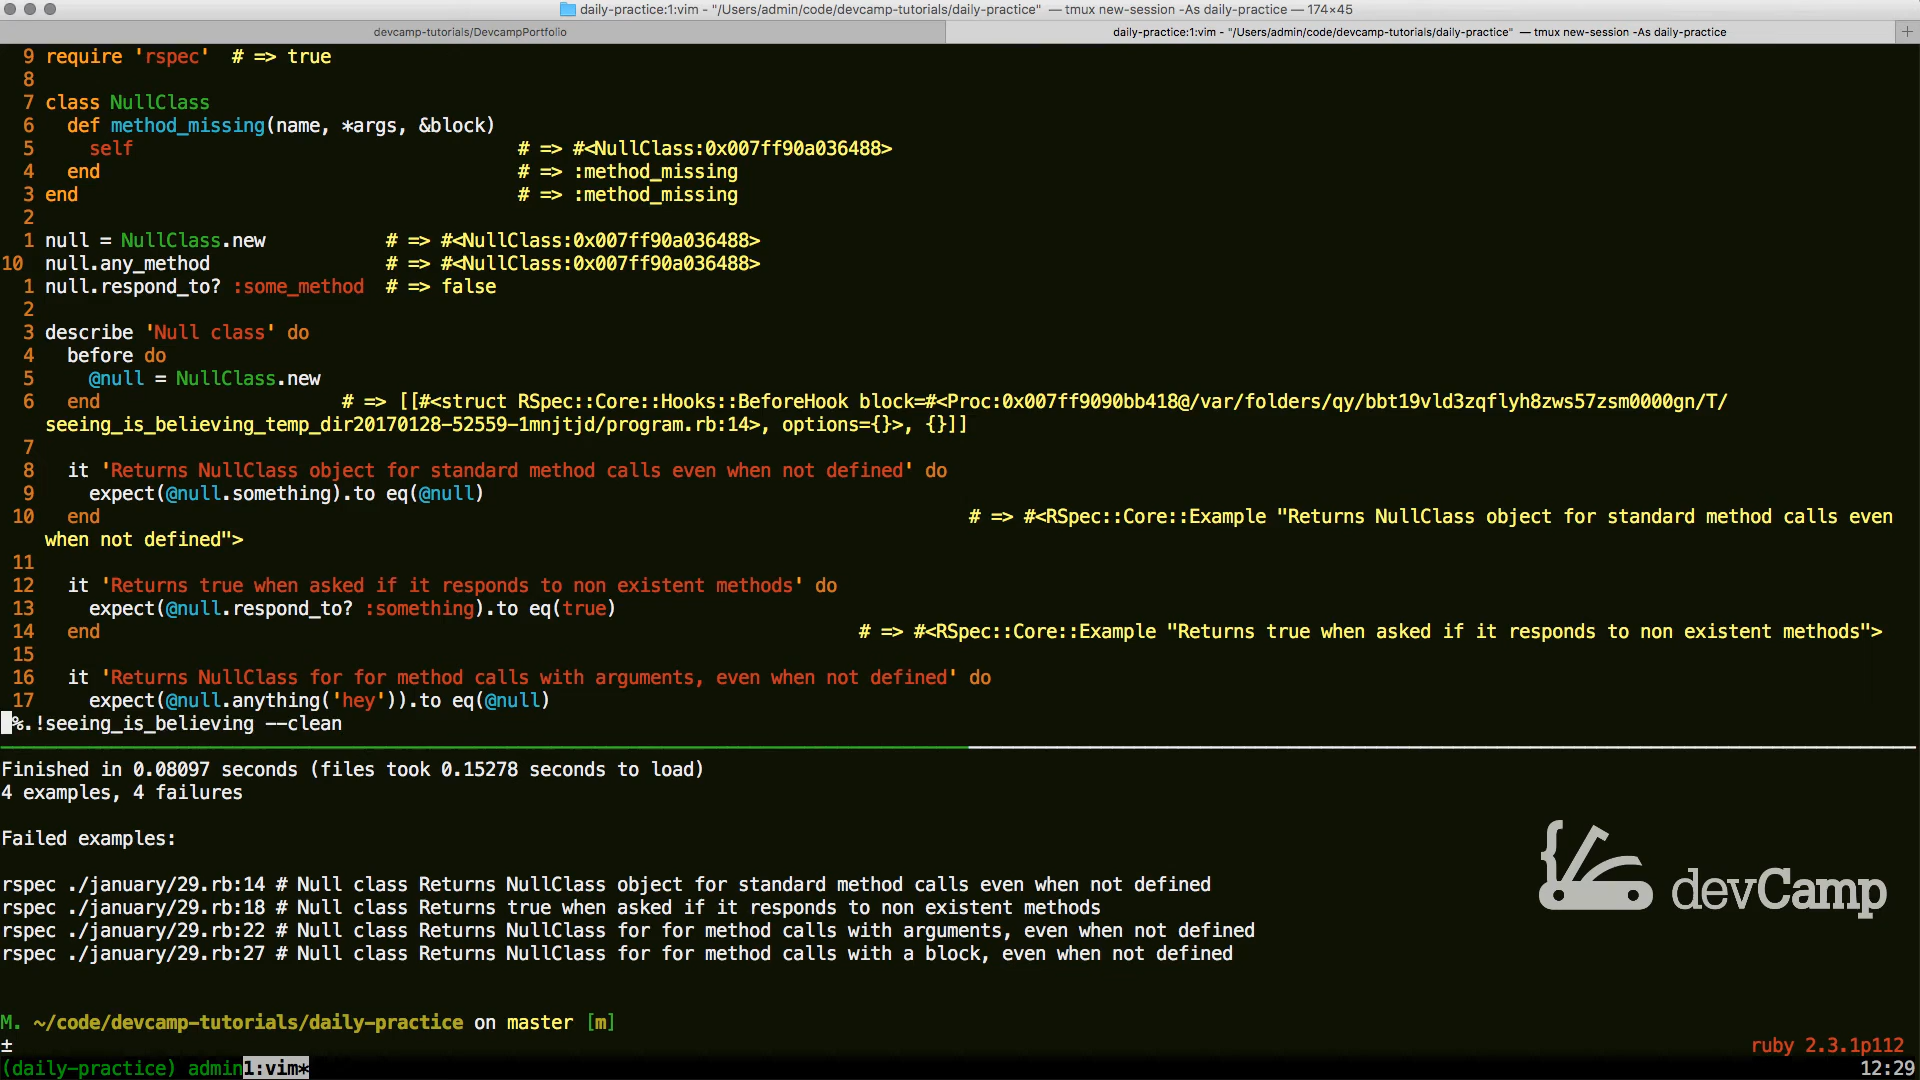 daily-practice:1:vim - "/Users/admin/code/devcamp-tutorials/daily-practice" — tmux new-session -As daily-practice — 174×45
devcamp-tutorials/DevcampPortfolio daily-practice:1:vim - "/Users/admin/code/devcamp-tutorials/daily-practice" — tmux new-session -As daily-practice +
9 require 'rspec'  # => true
8
7 class NullClass
6   def method_missing(name, *args, &block)
5     self                                   # => #<NullClass:0x007ff90a036488>
4   end                                      # => :method_missing
3 end                                        # => :method_missing
2
1 null = NullClass.new           # => #<NullClass:0x007ff90a036488>
10 null.any_method                # => #<NullClass:0x007ff90a036488>
1 null.respond_to? :some_method  # => false
2
3 describe 'Null class' do
4   before do
5     @null = NullClass.new
6   end                      # => [[#<struct RSpec::Core::Hooks::BeforeHook block=#<Proc:0x007ff9090bb418@/var/folders/qy/bbt19vld3zqflyh8zws57zsm0000gn/T/
seeing_is_believing_temp_dir20170128-52559-1mnjtjd/program.rb:14>, options={}>, {}]]
7
8   it 'Returns NullClass object for standard method calls even when not defined' do
9     expect(@null.something).to eq(@null)
10   end                                                                               # => #<RSpec::Core::Example "Returns NullClass object for standard method calls even
when not defined">
11
12   it 'Returns true when asked if it responds to non existent methods' do
13     expect(@null.respond_to? :something).to eq(true)
14   end                                                                     # => #<RSpec::Core::Example "Returns true when asked if it responds to non existent methods">
15
16   it 'Returns NullClass for for method calls with arguments, even when not defined' do
17     expect(@null.anything('hey')).to eq(@null)
%.!seeing_is_believing --clean
Finished in 0.08097 seconds (files took 0.15278 seconds to load)
4 examples, 4 failures
Failed examples:
rspec ./january/29.rb:14 # Null class Returns NullClass object for standard method calls even when not defined
rspec ./january/29.rb:18 # Null class Returns true when asked if it responds to non existent methods
rspec ./january/29.rb:22 # Null class Returns NullClass for for method calls with arguments, even when not defined
rspec ./january/29.rb:27 # Null class Returns NullClass for for method calls with a block, even when not defined
devCamp
M. ~/code/devcamp-tutorials/daily-practice on master [m]
± ruby 2.3.1p112
(daily-practice) admin 1:vim* 12:29